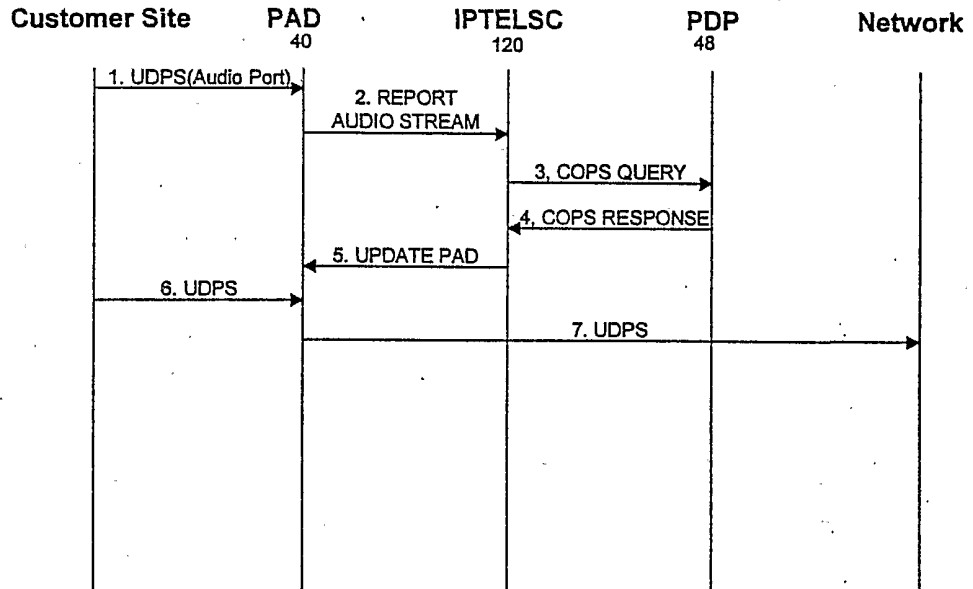 Customer Site PAD IPTELSC PDP Network
40 120 48
1. UDPS(Audio Port)
2. REPORT
AUDIO STREAM
3, COPS QUERY
4, COPS RESPONSE
5. UPDATE PAD
6. UDPS
7. UDPS